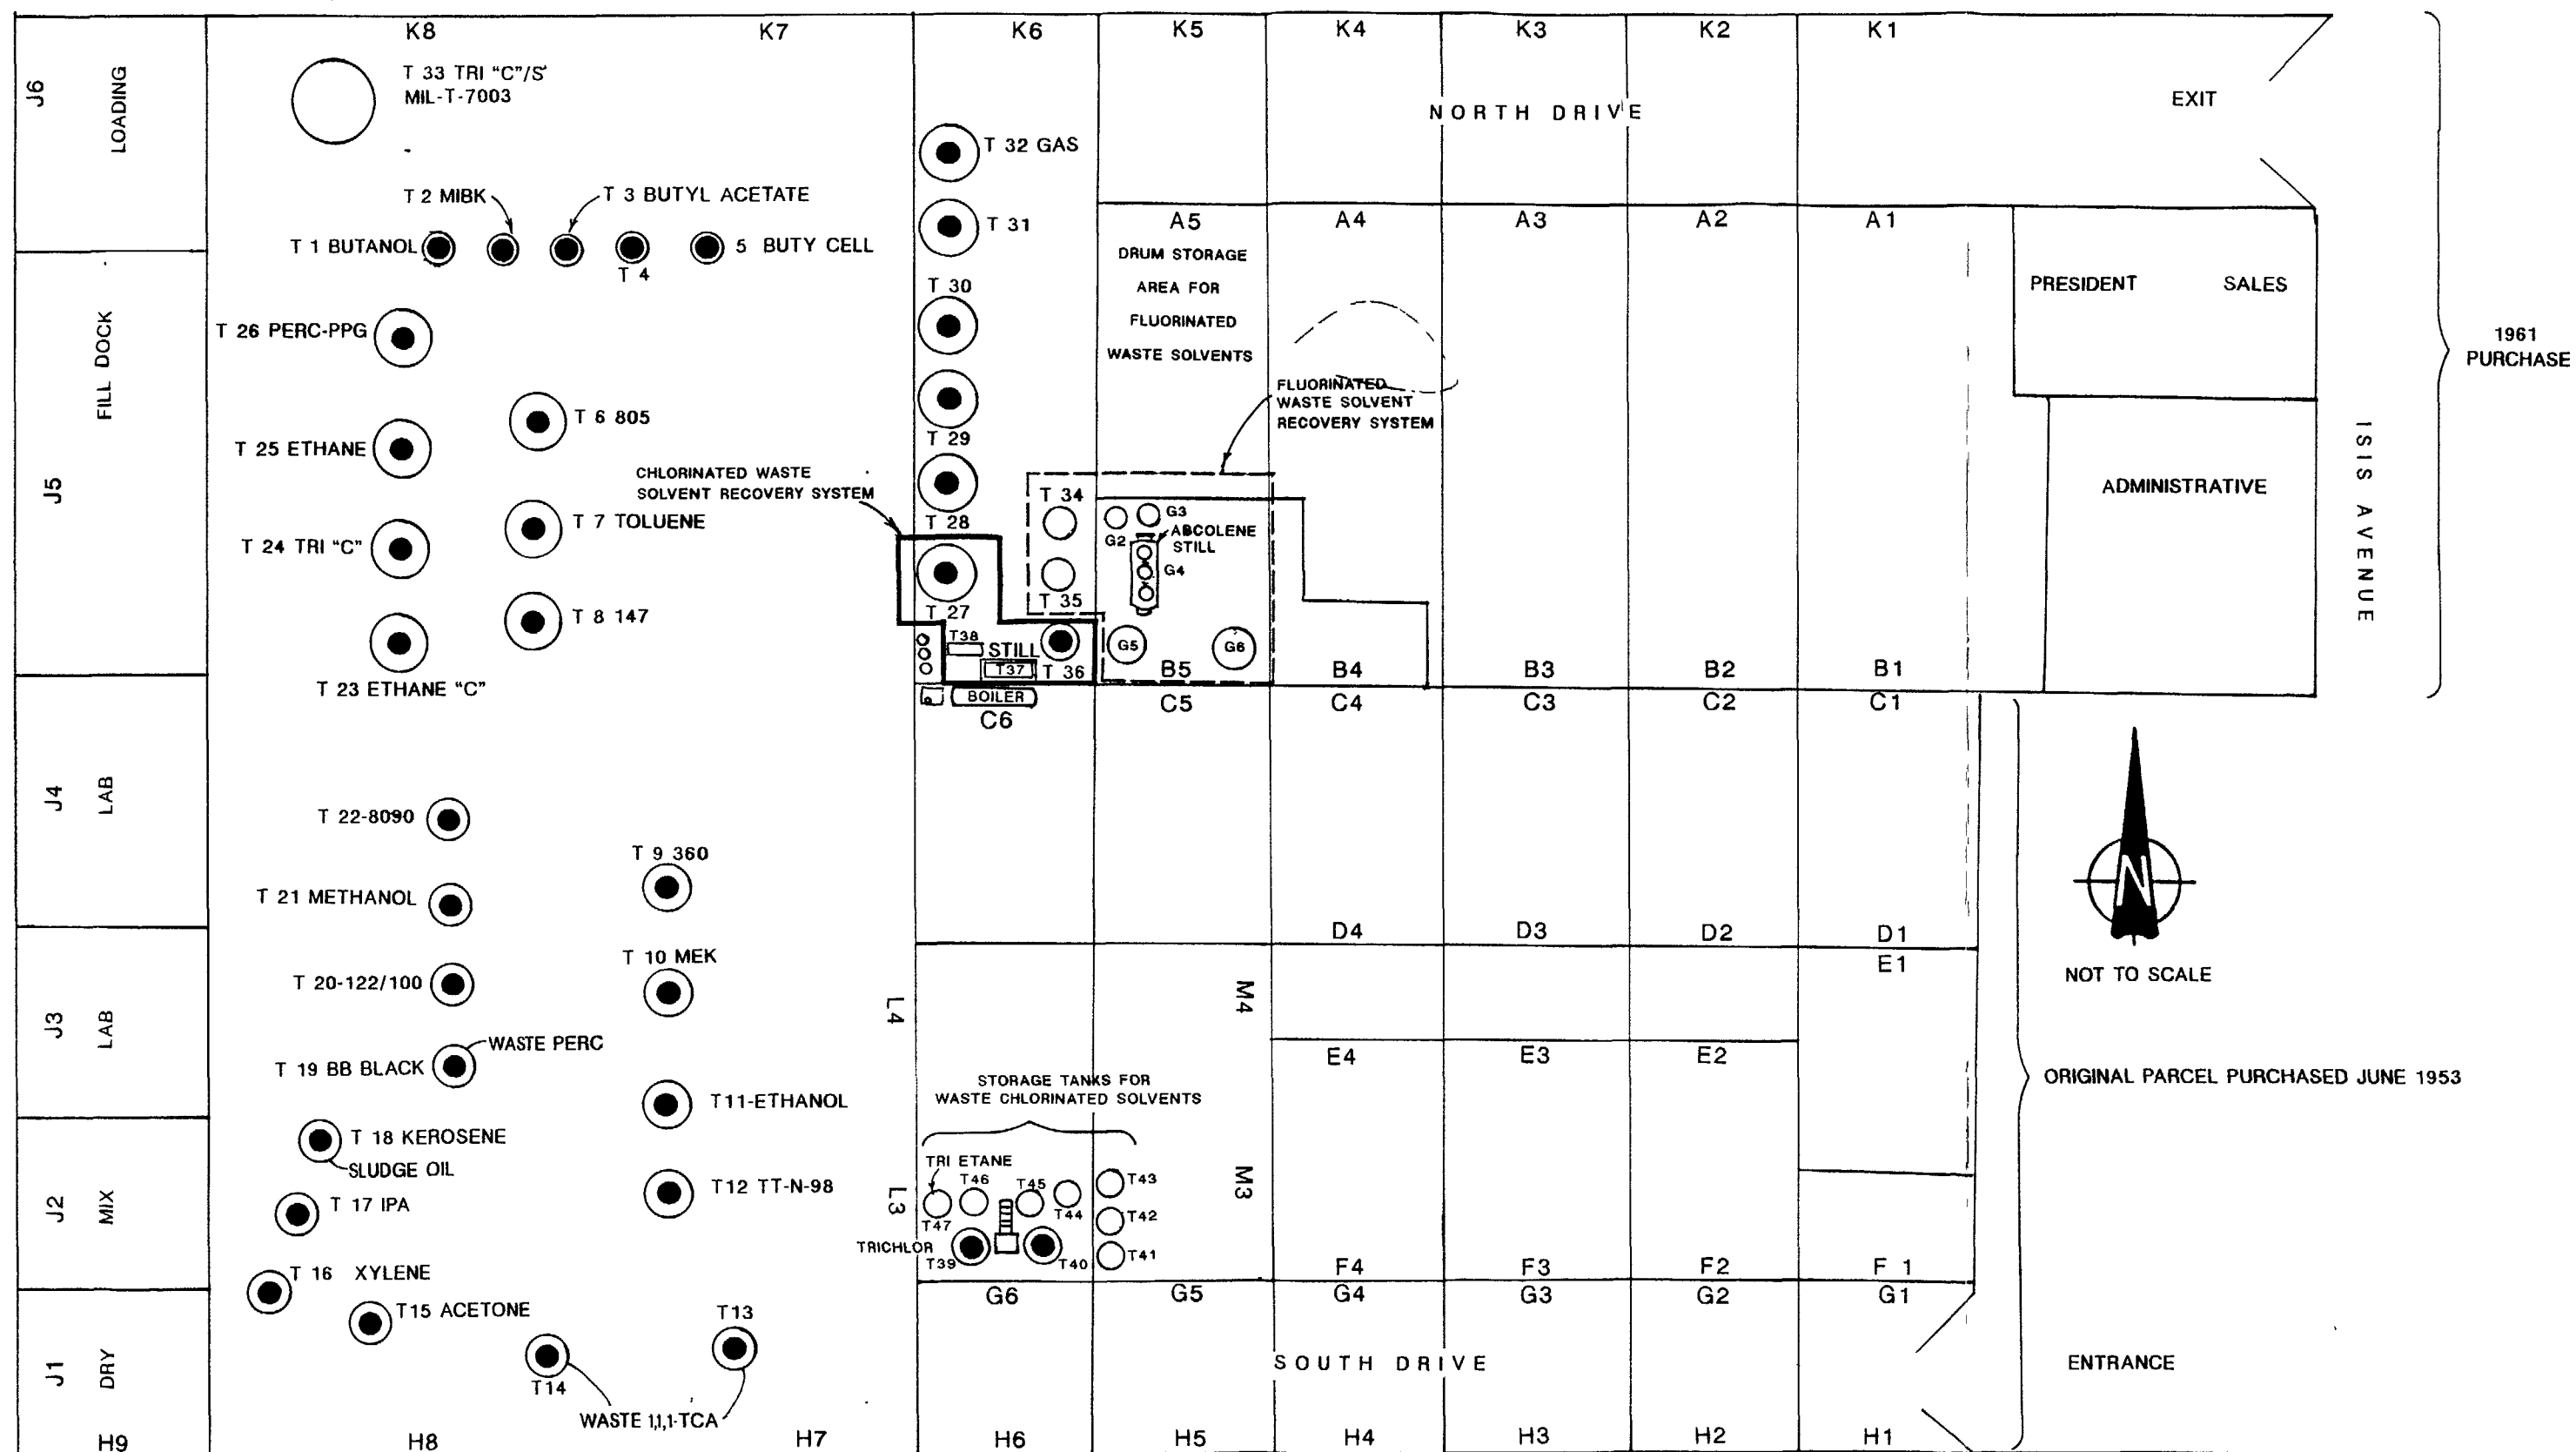 K8
K7
K6
K5
K4
K3
K2
K1
J6
LOADING
T 33 TRI "C"/S
MIL-T-7003
NORTH DRIVE
EXIT
T 32 GAS
T 2 MIBK
T 3 BUTYL ACETATE
T 31
T 1 BUTANOL
T 4
5 BUTY CELL
A5
A4
A3
A2
A1
DRUM STORAGE
AREA FOR
FLUORINATED
WASTE SOLVENTS
PRESIDENT
SALES
1961
PURCHASE
T 30
J5
FILL DOCK
T 26 PERC-PPG
T 6 805
T 29
FLUORINATED
WASTE SOLVENT
RECOVERY SYSTEM
T 25 ETHANE
CHLORINATED WASTE
SOLVENT RECOVERY SYSTEM
ADMINISTRATIVE
ISIS AVENUE
T 34
T 28
T 7 TOLUENE
G3
G2
ABCOLENE
STILL
G4
T 24 TRI "C"
T 35
T 27
T 8 147
T38
STILL
T37
T 36
G5
G6
B5
B4
B3
B2
B1
T 23 ETHANE "C"
BOILER
C6
C5
C4
C3
C2
C1
J4
LAB
T 22-8090
T 9 360
T 21 METHANOL
N
NOT TO SCALE
D4
D3
D2
D1
T 10 MEK
E1
T 20-122/100
L4
M4
J3
LAB
WASTE PERC
T 19 BB BLACK
E4
E3
E2
ORIGINAL PARCEL PURCHASED JUNE 1953
STORAGE TANKS FOR
WASTE CHLORINATED SOLVENTS
T11-ETHANOL
T 18 KEROSENE
SLUDGE OIL
TRI ETANE
T46
T45
T43
T12 TT-N-98
J2
MIX
T 17 IPA
L3
M3
T47
T44
T42
TRICHLOR
T39
T40
T41
T 16 XYLENE
F4
F3
F2
F 1
G6
G5
G4
G3
G2
G1
T15 ACETONE
T13
J1
DRY
SOUTH DRIVE
ENTRANCE
T14
WASTE 1,1,1-TCA
H9
H8
H7
H6
H5
H4
H3
H2
H1